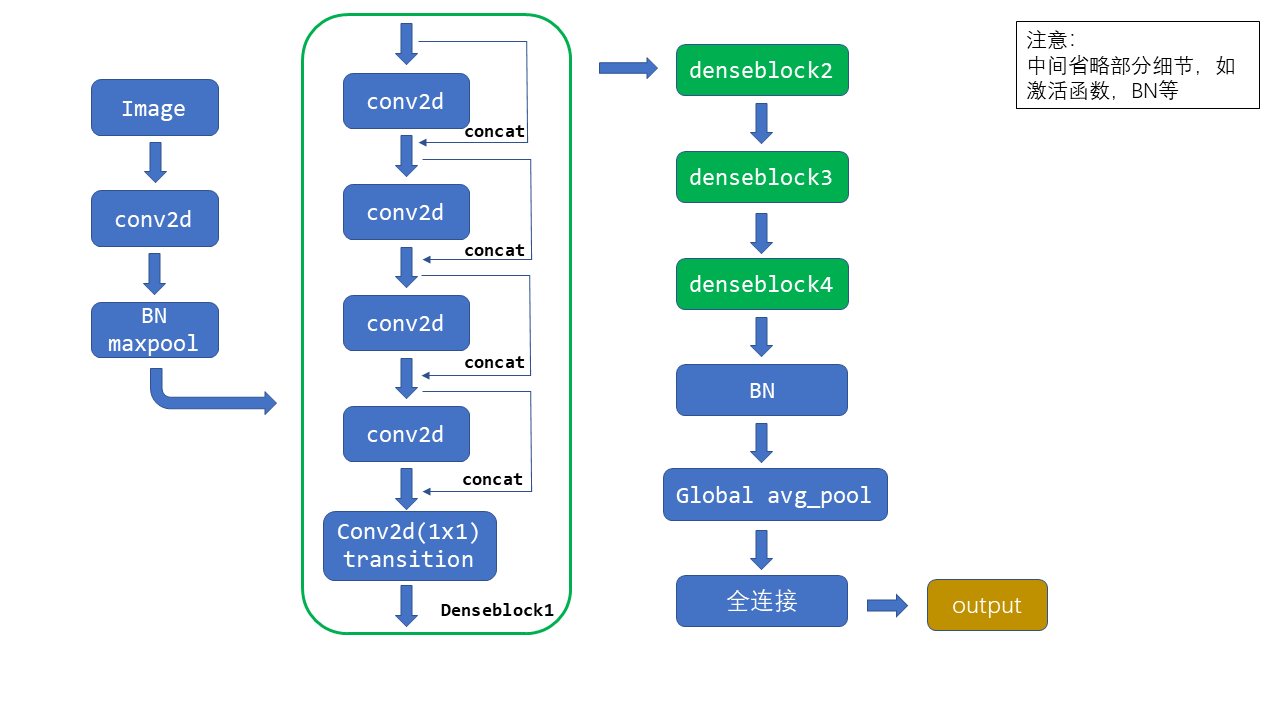 Image
conv2d
BN
maxpool
conv2d
concat
conv2d
concat
conv2d
concat
conv2d
concat
Conv2d(1x1)
transition
Denseblock1
denseblock2
denseblock3
denseblock4
BN
Global avg_pool
全连接
output
注意：
中间省略部分细节，如
激活函数，BN等